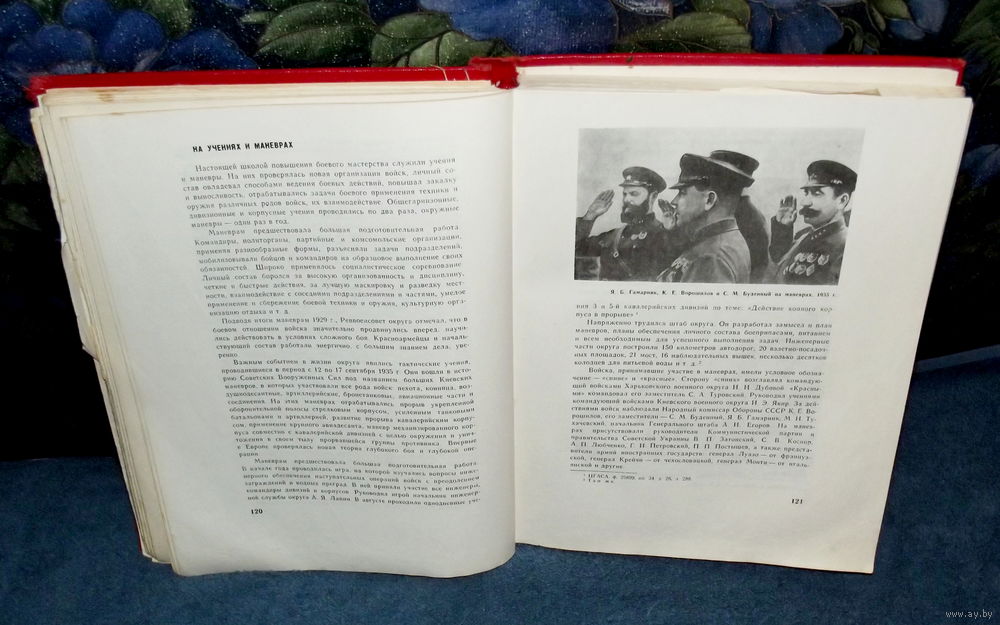 НА УЧЕНИЯХ И МАНЕВРАХ
Настоящей школой повышения боевого мастерства служили учения
и маневры. На них проверялась новая организация войск, личный со-
став овладевал способами ведения боевых действий, повышал закалку
и выносливость, отрабатывались задачи боевого применения техники и
оружия различных родов войск, их взаимодействие. Общегарнизонные,
дивизионные и корпусные учения проводились по два раза, окружные
маневры — один раз в год.
Маневрам предшествовала большая подготовительная работа
Командиры, политорганы, партийные и комсомольские организации,
применяя разнообразные формы, разъясняли задачи подразделений,
мобилизовывали бойцов и командиров на образцовое выполнение своих
обязанностей. Широко применялось социалистическое соревнование
Личный состав боролся за высокую организованность и дисциплину,
четкие и быстрые действия, за лучшую маскировку и разведку мест-
ности, взаимодействие с соседними подразделениями и частями, умелое
применение и сбережение боевой техники и оружия, культурную орга-
низацию отдыха и т д.
Подводя итоги маневрам 1929 г., Реввоенсовет округа отмечал, что в
боевом отношении войска значительно продвинулись вперед, научи-
лись действовать в условиях сложного боя. Красноармейцы и началь-
ствующий состав работали энергично, с большим знанием дела, уве-
ренно
Важным событием в жизни округа явились тактические учения,
проводившиеся в период с 12 по 17 сентября 1935 г. Они вошли в исто-
рию Советских Вооруженных Сил под названием больших Киевских
маневров, в которых участвовали все рода войск: пехота, конница, воз-
душнодесантные, артиллерийские, бронетанковые, авиационные части и
соединения. На этих маневрах отрабатывались прорыв укрепленной
оборонительной полосы стрелковым корпусом, усиленным танковыми
батальонами и артиллерией, развитие прорыва кавалерийским корпу-
сом, применение крупного авиадесанта, маневр механизированного кор-
пуса совместно с кавалерийской дивизией с целью окружения и унич-
тожения в своем тылу прорвавшейся группы противника. Впервые
в Европе проверялась новая теория глубокого боя и глубокой опе-
рации
Маневрам предшествовала большая подготовительная работа.
В начале года проводилась игра, на которой изучались вопросы инже-
нерного обеспечения наступательных операций войск с преодолением
заграждений и водных преград. В ней приняли участие все инженеры,
командиры дивизий и корпусов Руководил игрой начальник инженер-
ной службы округа А. Я. Лапин В августе проходили однодневные уче-
120
Я. Б. Гамарник, К. Е. Ворошилов и С. М. Буденный на маневрах. 1935 г.
ния 3 и 5-й кавалерийских дивизий по теме: «Действие конного кор-
пуса в прорыве» ¹
Напряженно трудился штаб округа. Он разработал замысел и план
маневров, планы обеспечения личного состава боеприпасами, питанием
и всем необходимым для успешного выполнения задач. Инженерные
части округа построили 150 километров автодорог, 20 взлетно-посадоч-
ных площадок, 21 мост, 16 наблюдательных вышек, несколько десятков
колодцев для питьевой воды и т д. ²
Войска, принимавшие участие в маневрах, имели условное обозна-
чение — «синие» и «красные». Сторону «синих» возглавлял командую-
щий войсками Харьковского военного округа И. Н. Дубовой «Красны-
ми» командовал его заместитель С. А. Туровский. Руководил учениями
командующий войсками Киевского военного округа И. Э. Якир. За дей-
ствиями войск наблюдали Народный комиссар Обороны СССР К. Е. Во-
рошилов, его заместители — С. М. Буденный, Я. Б. Гамарник, М. Н. Ту-
хачевский, начальник Генерального штаба А. И. Егоров На манев-
рах присутствовали руководители Коммунистической партии и
правительства Советской Украины В. П. Затонский, С. В. Косиор,
А. П. Любченко, Г. И. Петровский, П. П. Постышев, а также предста-
вители армий иностранных государств: генерал Луазо — от француз-
ской, генерал Крейчи — от чехословацкой, генерал Монти — от италь-
янской и другие.
¹ ЦГАСА, ф. 25899, оп. 34, д. 26, л 288.
² Там же
121
www.ay.by